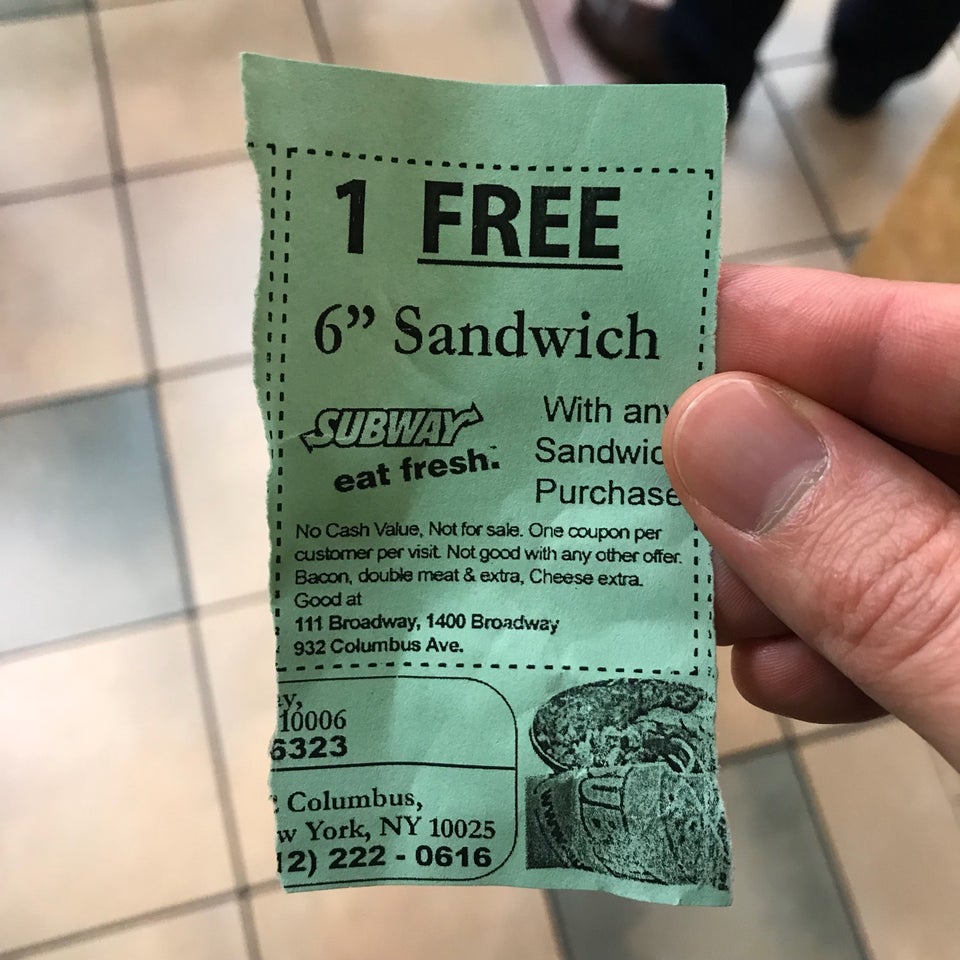 1 FREE
6” Sandwich
SUBWAY
eat fresh.
With any
Sandwic
Purchase
No Cash Value, Not for sale. One coupon per
customer per visit. Not good with any other offer.
Bacon, double meat & extra, Cheese extra.
Good at
111 Broadway, 1400 Broadway
932 Columbus Ave.
y,
10006
6323
Columbus,
w York, NY 10025
12) 222 - 0616